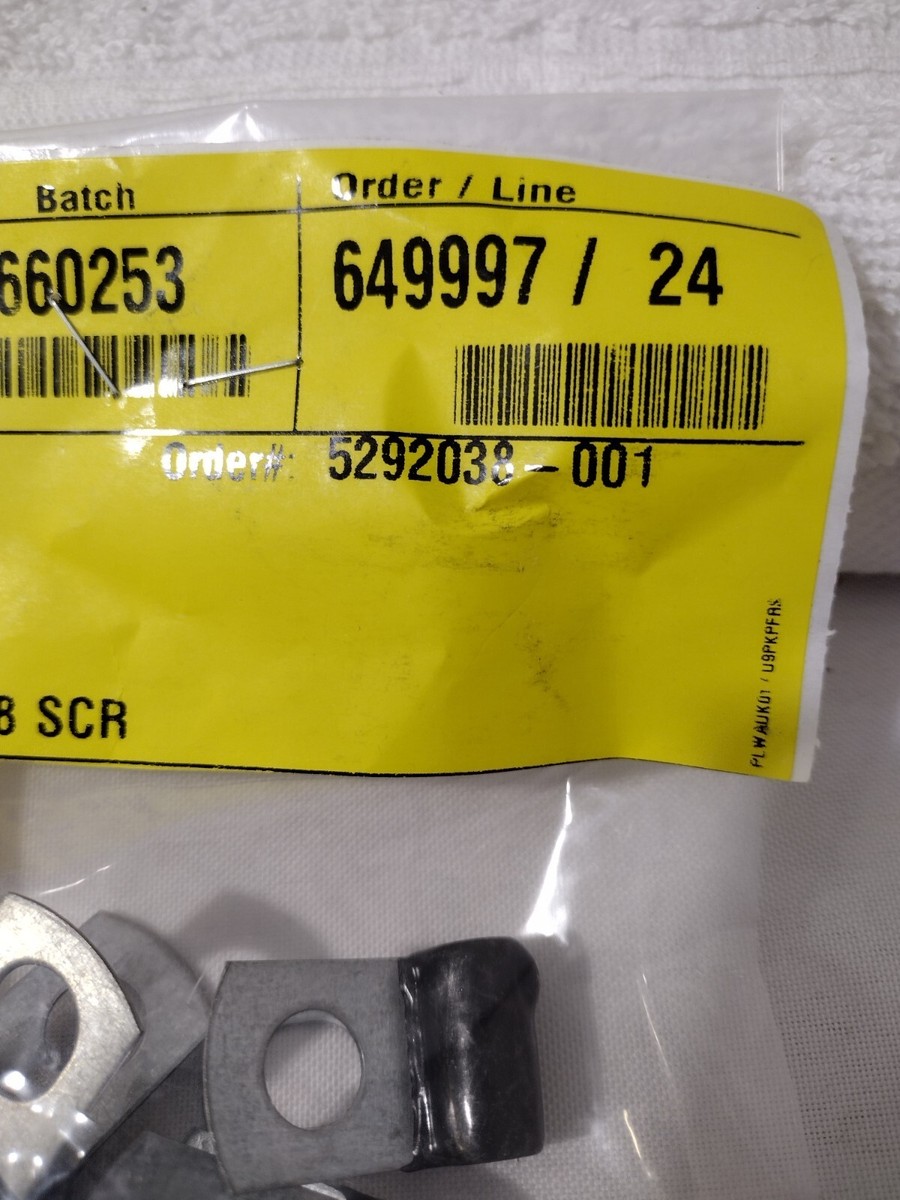 Batch Order / Line
660253 649997 / 24
Order#: 5292038-001
8 SCR
PLWAUK01 / U9PKPFRS